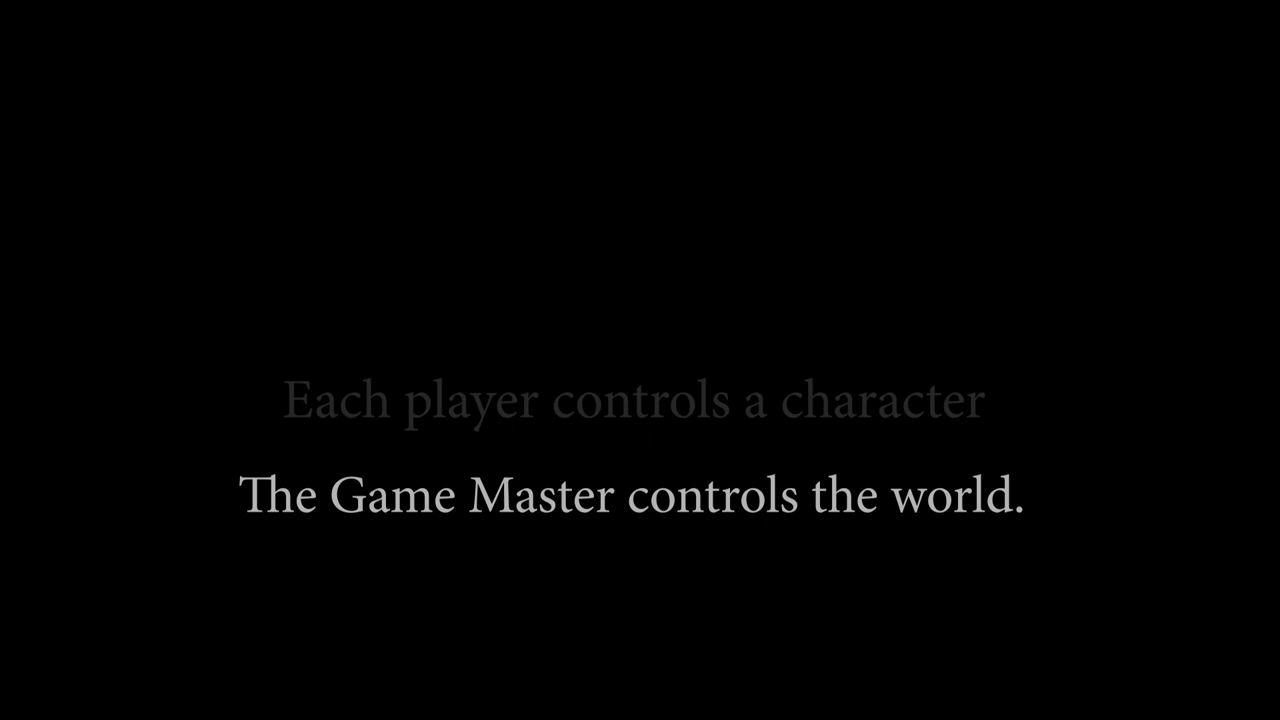 Each player controls a character
The Game Master controls the world.